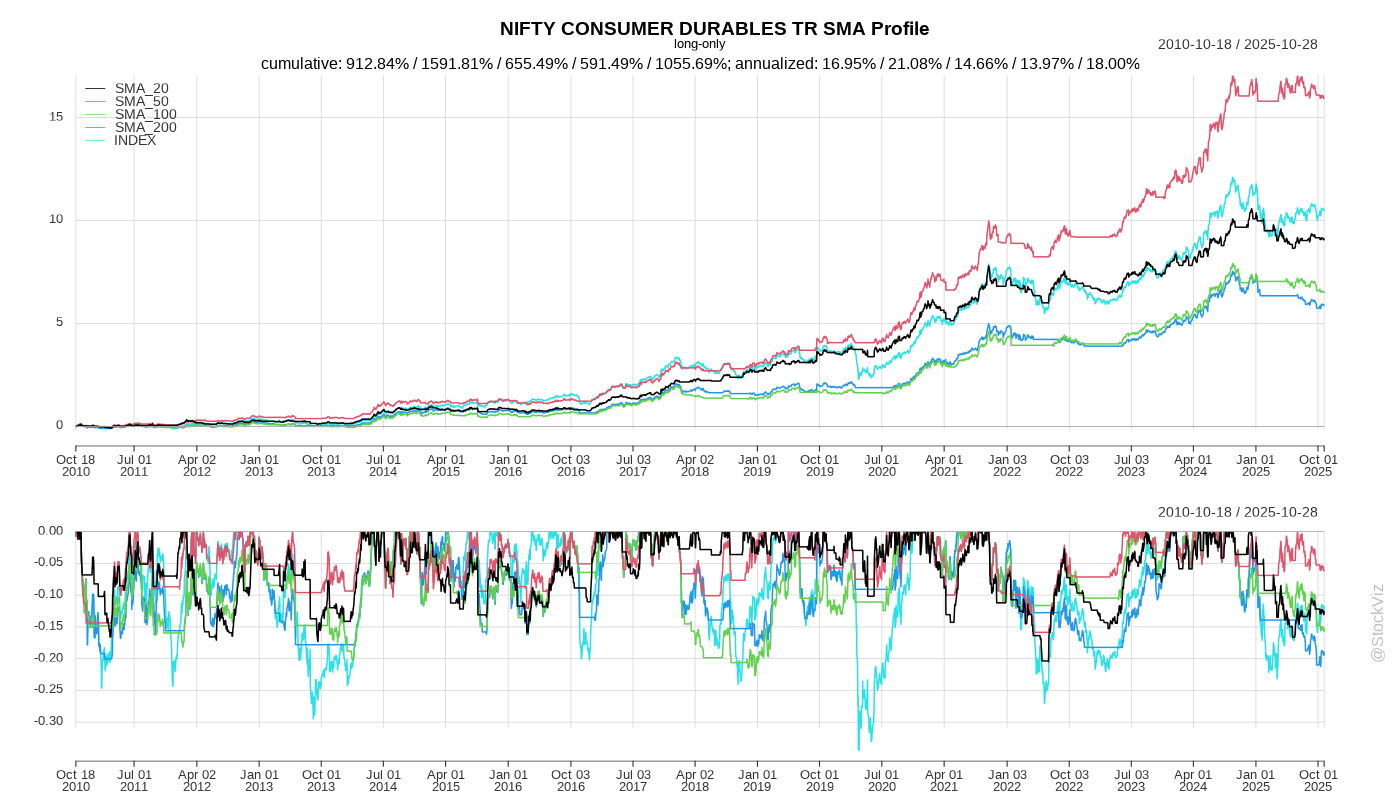 NIFTY CONSUMER DURABLES TR SMA Profile
long-only
2010-10-18 / 2025-10-28
cumulative: 912.84% / 1591.81% / 655.49% / 591.49% / 1055.69%; annualized: 16.95% / 21.08% / 14.66% / 13.97% / 18.00%
SMA_20
SMA_50
SMA_100
SMA_200
INDEX
15
10
5
0
Oct 18 Jul 01 Apr 02 Jan 01 Oct 01 Jul 01 Apr 01 Jan 01 Oct 03 Jul 03 Apr 02 Jan 01 Oct 01 Jul 01 Apr 01 Jan 03 Oct 03 Jul 03 Apr 01 Jan 01 Oct 01
2010 2011 2012 2013 2013 2014 2015 2016 2016 2017 2018 2019 2019 2020 2021 2022 2022 2023 2024 2025 2025
2010-10-18 / 2025-10-28
0.00
-0.05
-0.10
-0.15
-0.20
-0.25
-0.30
Oct 18 Jul 01 Apr 02 Jan 01 Oct 01 Jul 01 Apr 01 Jan 01 Oct 03 Jul 03 Apr 02 Jan 01 Oct 01 Jul 01 Apr 01 Jan 03 Oct 03 Jul 03 Apr 01 Jan 01 Oct 01
2010 2011 2012 2013 2013 2014 2015 2016 2016 2017 2018 2019 2019 2020 2021 2022 2022 2023 2024 2025 2025
@StockViz